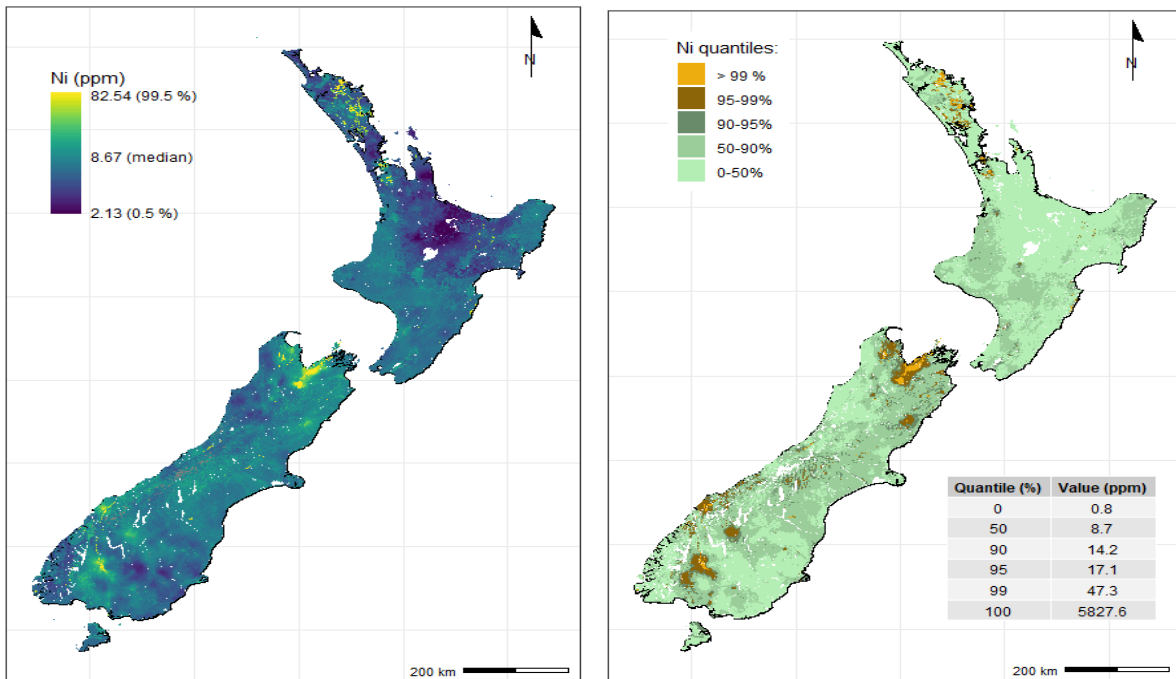 N
Ni (ppm)
82.54 (99.5 %)
8.67 (median)
2.13 (0.5 %)
200 km
N
Ni quantiles:
> 99 %
95-99%
90-95%
50-90%
0-50%
Quantile (%) Value (ppm)
0 0.8
50 8.7
90 14.2
95 17.1
99 47.3
100 5827.6
200 km